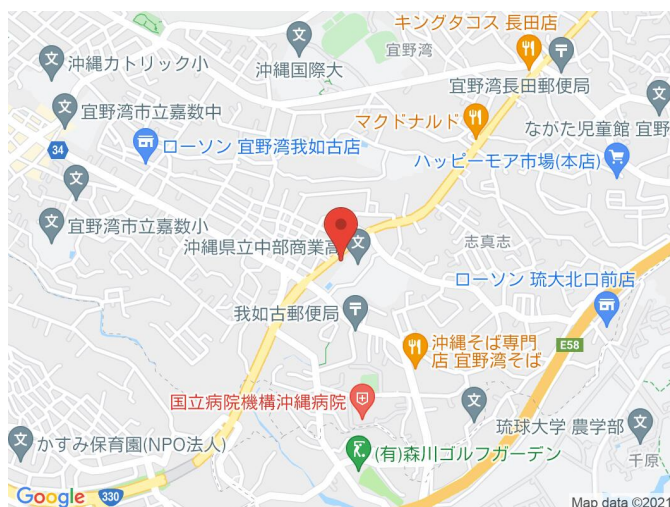 キングタコス 長田店
沖縄カトリック小
沖縄国際大
宜野湾
宜野湾長田郵便局
宜野湾市立嘉数中
マクドナルド
ながた児童館 宜野
34
ローソン 宜野湾我如古店
ハッピーモア市場(本店)
宜野湾市立嘉数小
沖縄県立中部商業高
志真志
ローソン 琉大北口前店
我如古郵便局
沖縄そば専門
店 宜野湾そば
E58
国立病院機構沖縄病院
琉球大学 農学部
かすみ保育園(NPO法人)
(有)森川ゴルフガーデン
千原
Google
330
Map data ©2021